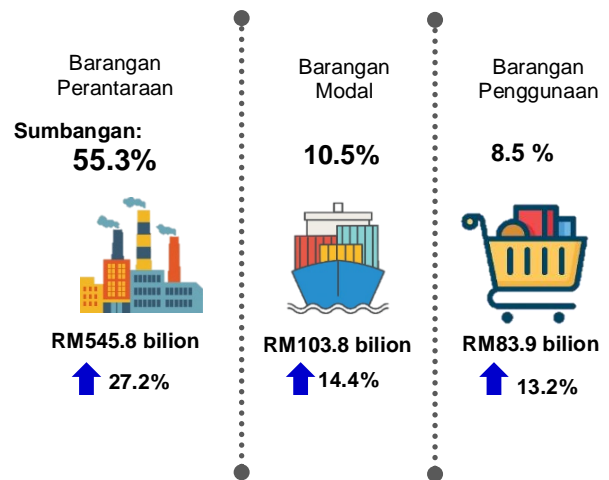 Barangan
Perantaraan
Sumbangan:
55.3%
RM545.8 bilion
27.2%
Barangan
Modal
10.5%
RM103.8 bilion
14.4%
Barangan
Penggunaan
8.5 %
RM83.9 bilion
13.2%